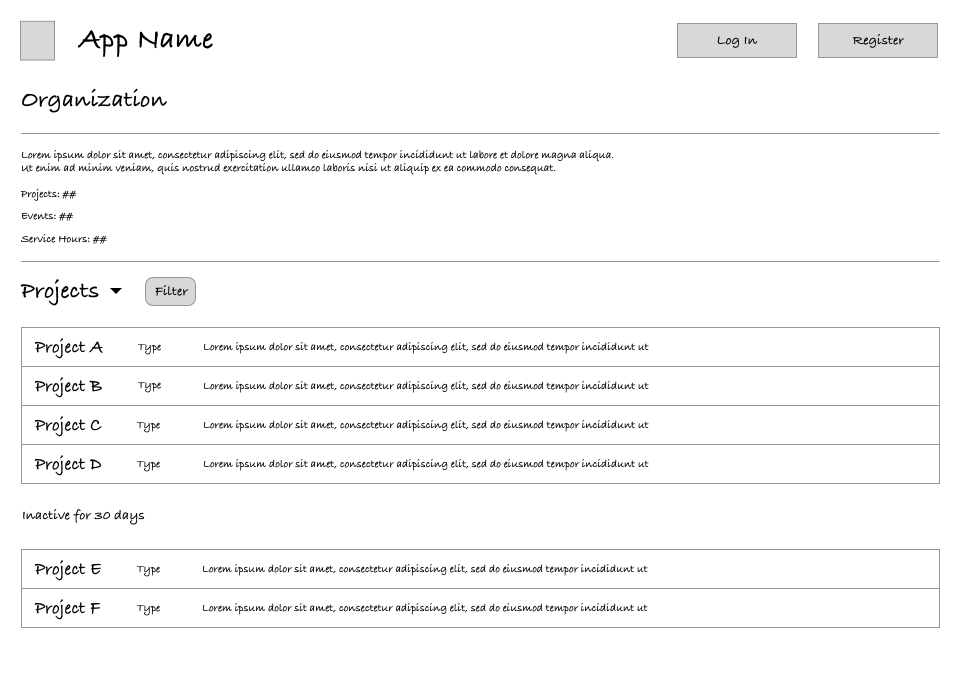 App Name
Log In
Register
Organization
Lorem ipsum dolor sit amet, consectetur adipiscing elit, sed do eiusmod tempor incididunt ut labore et dolore magna aliqua.
Ut enim ad minim veniam, quis nostrud exercitation ullamco laboris nisi ut aliquip ex ea commodo consequat.
Projects: ##
Events: ##
Service Hours: ##
Projects
Filter
Project A Type Lorem ipsum dolor sit amet, consectetur adipiscing elit, sed do eiusmod tempor incididunt ut
Project B Type Lorem ipsum dolor sit amet, consectetur adipiscing elit, sed do eiusmod tempor incididunt ut
Project C Type Lorem ipsum dolor sit amet, consectetur adipiscing elit, sed do eiusmod tempor incididunt ut
Project D Type Lorem ipsum dolor sit amet, consectetur adipiscing elit, sed do eiusmod tempor incididunt ut
Inactive for 30 days
Project E Type Lorem ipsum dolor sit amet, consectetur adipiscing elit, sed do eiusmod tempor incididunt ut
Project F Type Lorem ipsum dolor sit amet, consectetur adipiscing elit, sed do eiusmod tempor incididunt ut